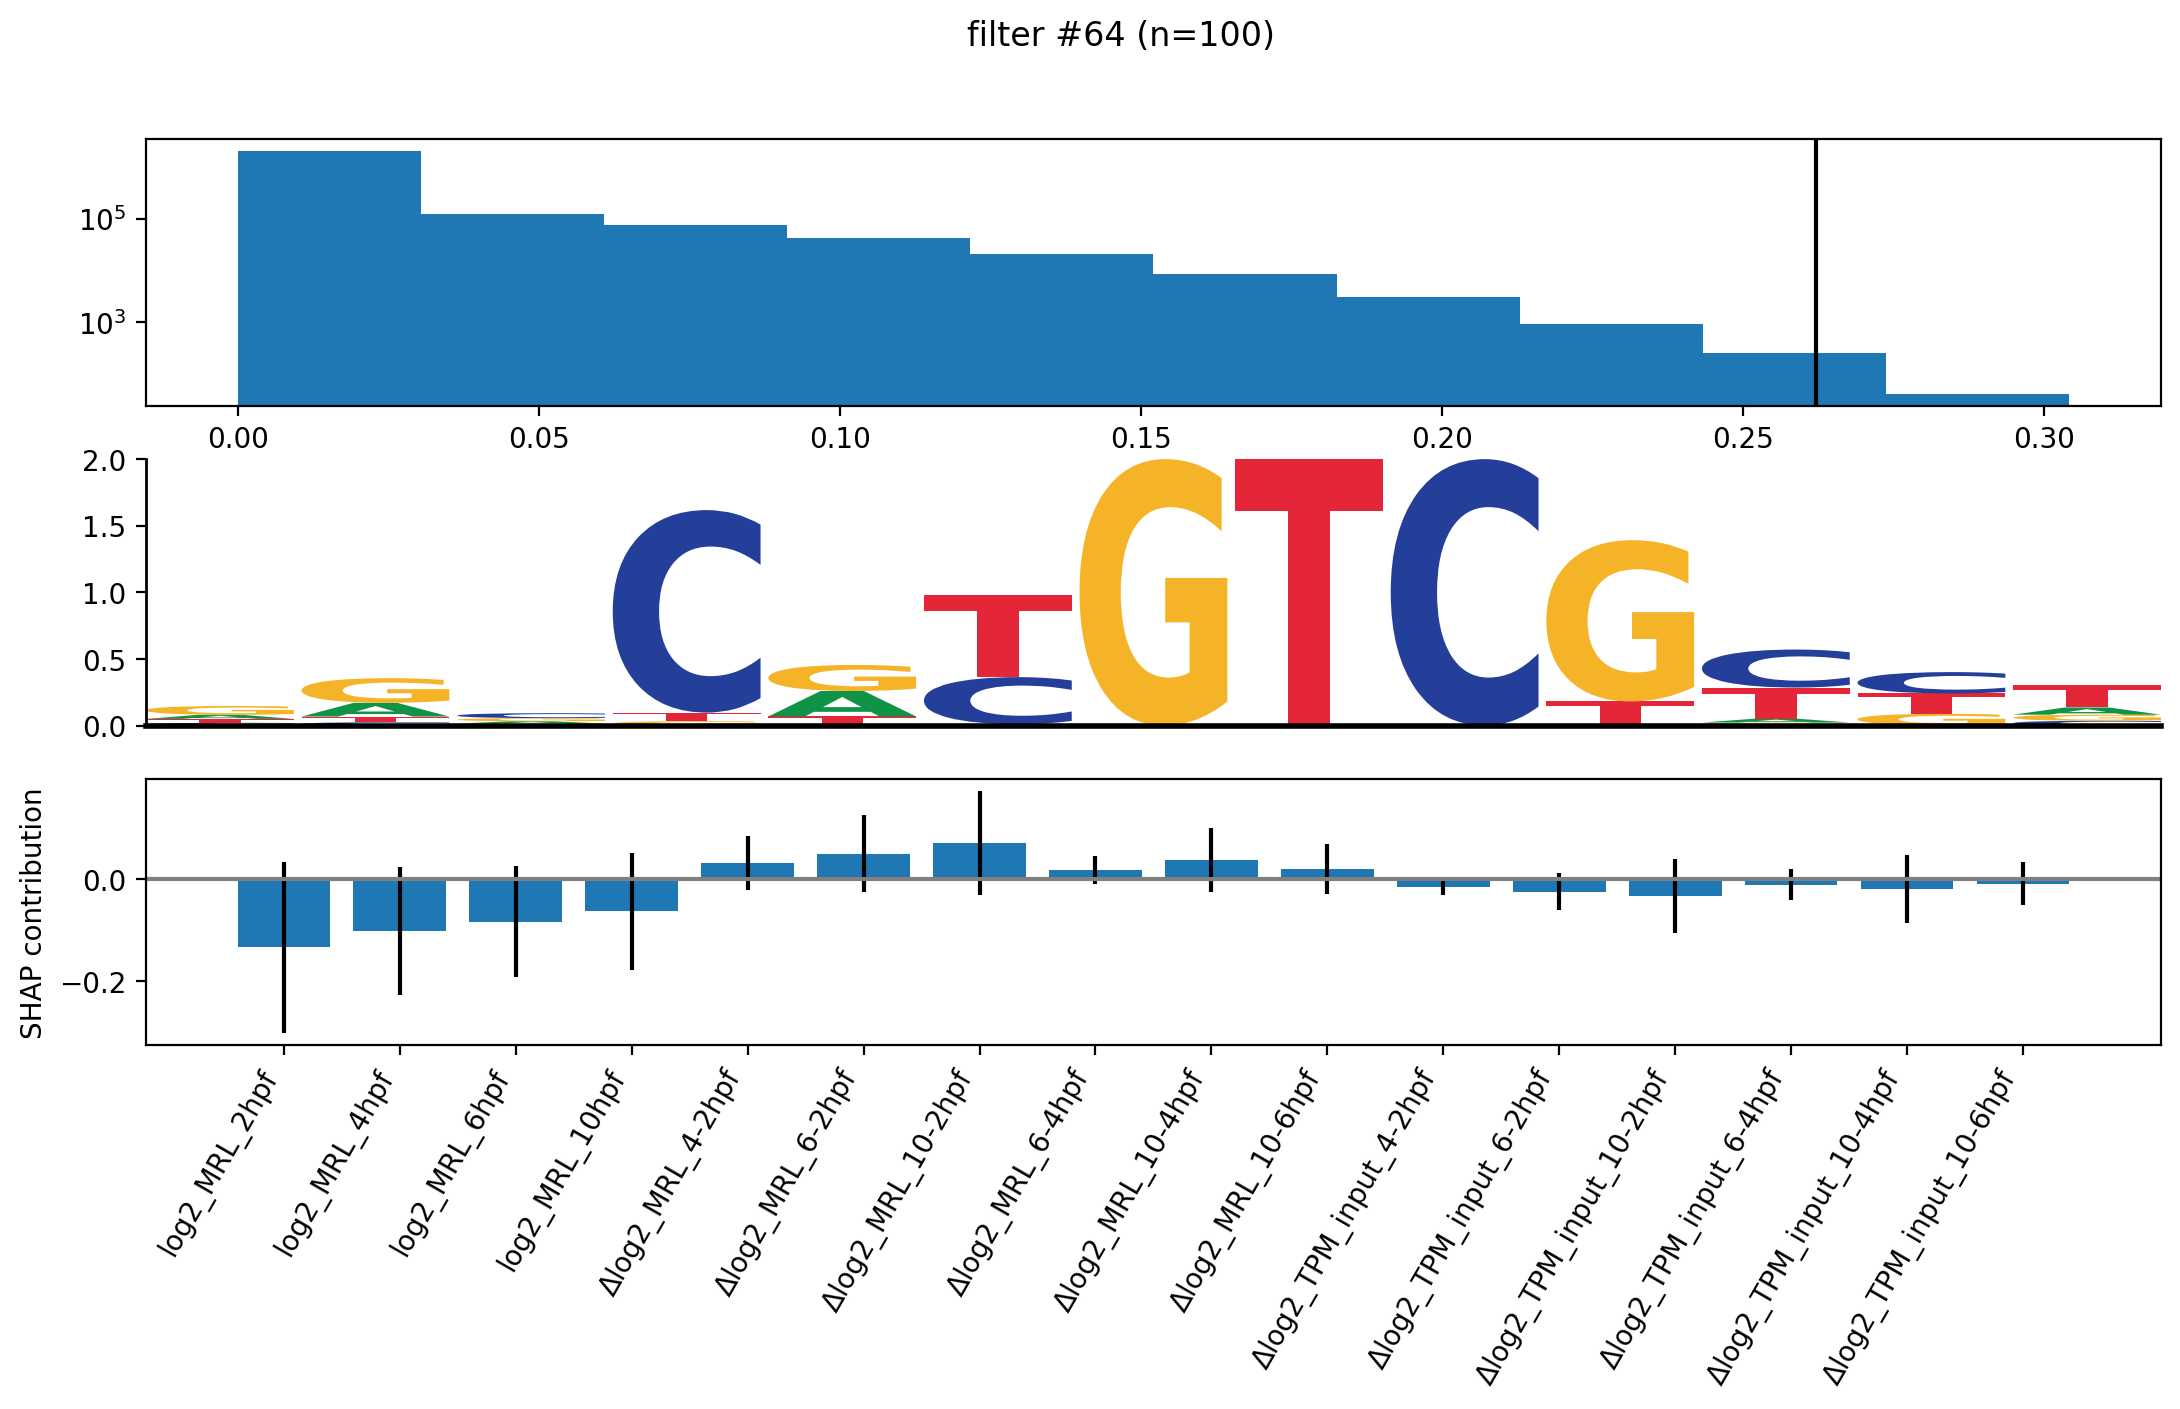 filter #64 (n=100)
10⁵
10³
0.00 0.05 0.10 0.15 0.20 0.25 0.30
2.0
1.5
1.0
0.5
0.0
SHAP contribution
0.0
−0.2
log2_MRL_2hpf
log2_MRL_4hpf
log2_MRL_6hpf
log2_MRL_10hpf
Δlog2_MRL_4-2hpf
Δlog2_MRL_6-2hpf
Δlog2_MRL_10-2hpf
Δlog2_MRL_6-4hpf
Δlog2_MRL_10-4hpf
Δlog2_MRL_10-6hpf
Δlog2_TPM_input_4-2hpf
Δlog2_TPM_input_6-2hpf
Δlog2_TPM_input_10-2hpf
Δlog2_TPM_input_6-4hpf
Δlog2_TPM_input_10-4hpf
Δlog2_TPM_input_10-6hpf